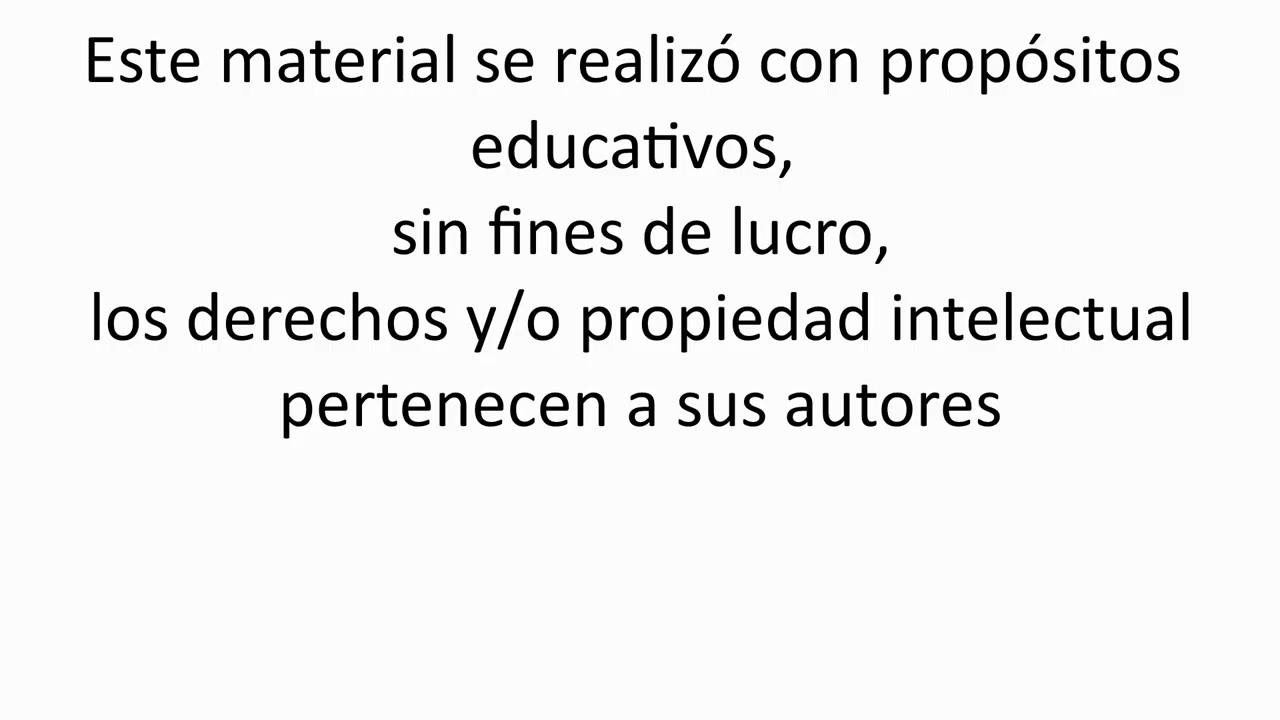 Este material se realizó con propósitos
educativos,
sin fines de lucro,
los derechos y/o propiedad intelectual
pertenecen a sus autores